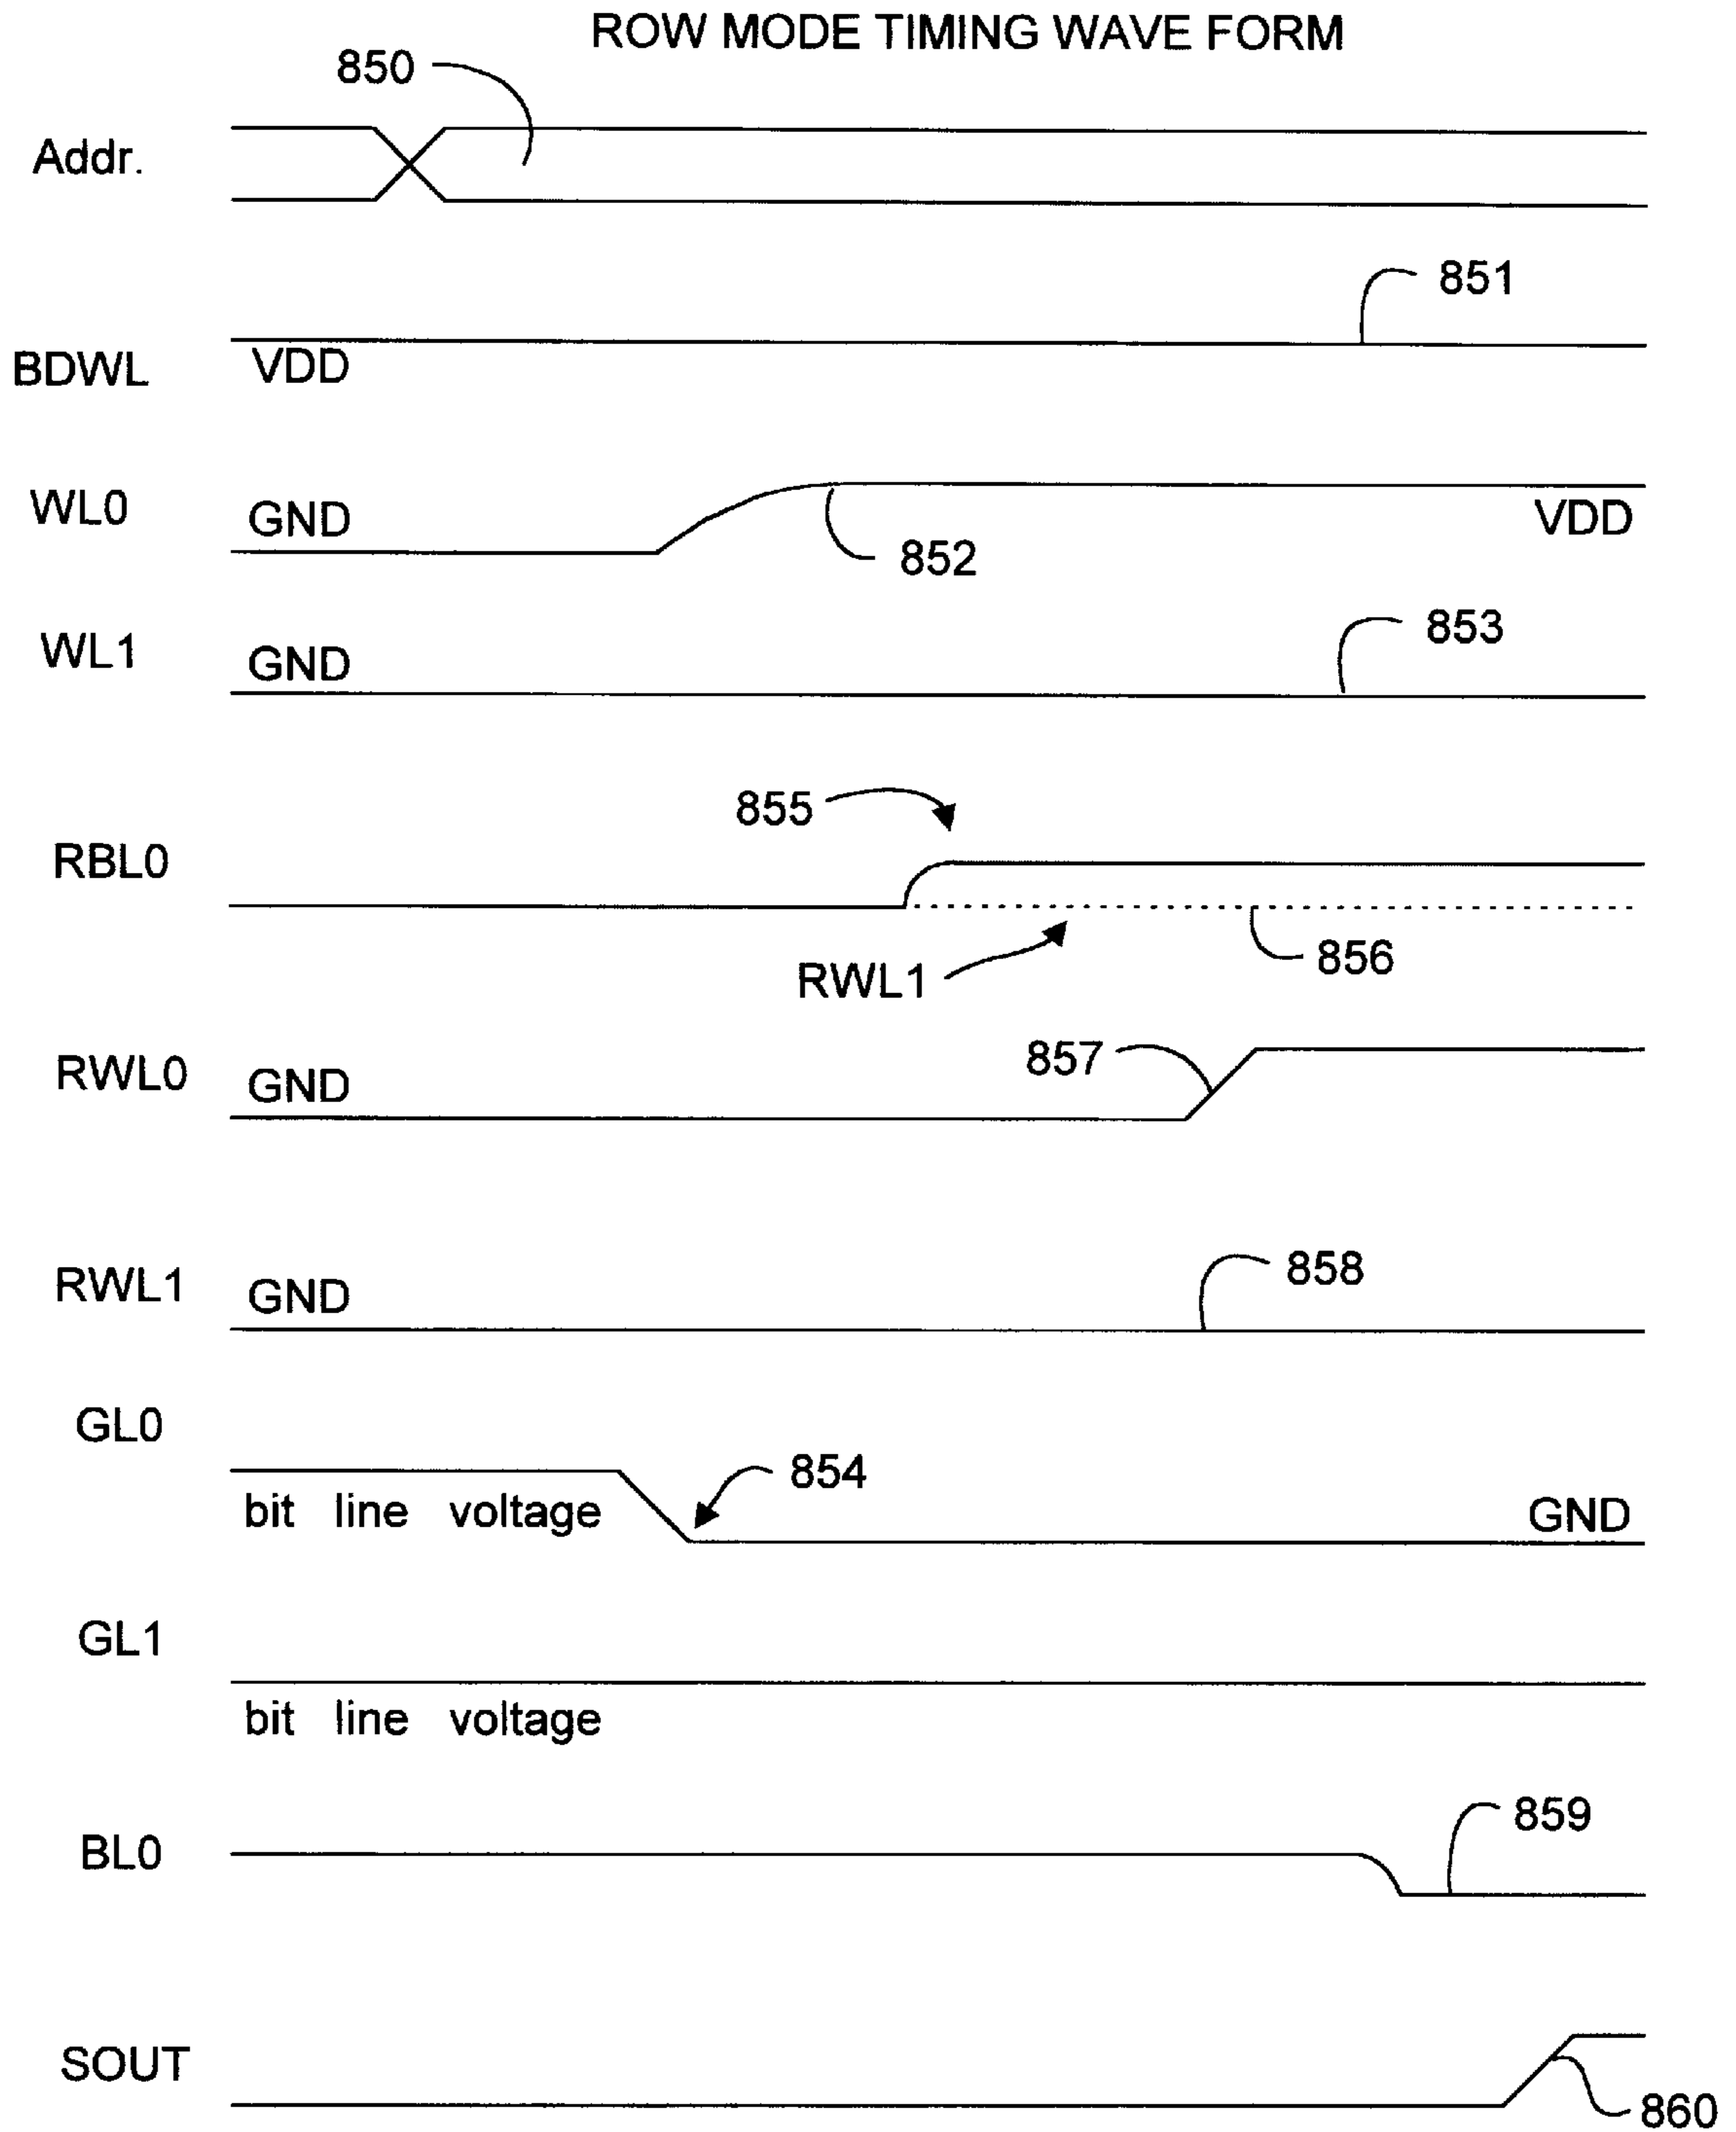 ROW MODE TIMING WAVE FORM
850
Addr.
851
BDWL VDD
WL0 GND VDD
852
853
WL1 GND
855
RBL0
RWL1 856
857
RWL0 GND
858
RWL1 GND
GL0
854
bit line voltage GND
GL1
bit line voltage
859
BL0
SOUT
860